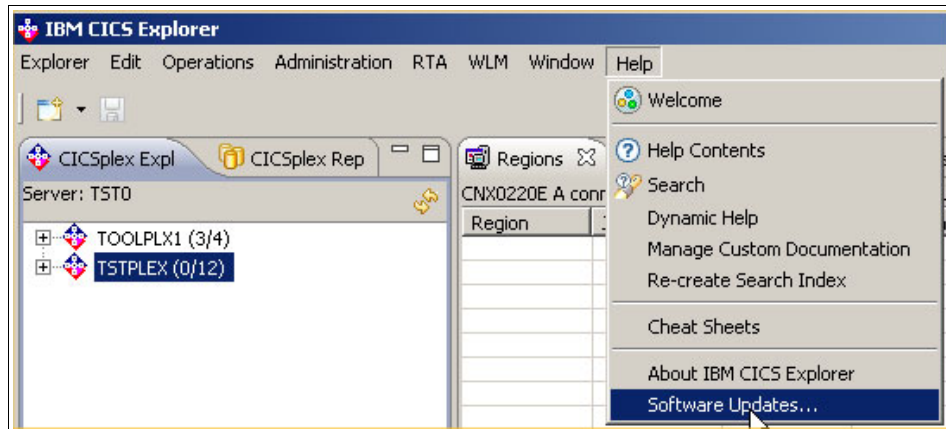 IBM CICS Explorer
Explorer Edit Operations Administration RTA WLM Window Help
Welcome
CICSplex Expl CICSplex Rep Regions
Help Contents
Server: TST0 CNX0220E A conn
Search
Region
Dynamic Help
TOOLPLX1 (3/4)
Manage Custom Documentation
TSTPLEX (0/12)
Re-create Search Index
Cheat Sheets
About IBM CICS Explorer
Software Updates...